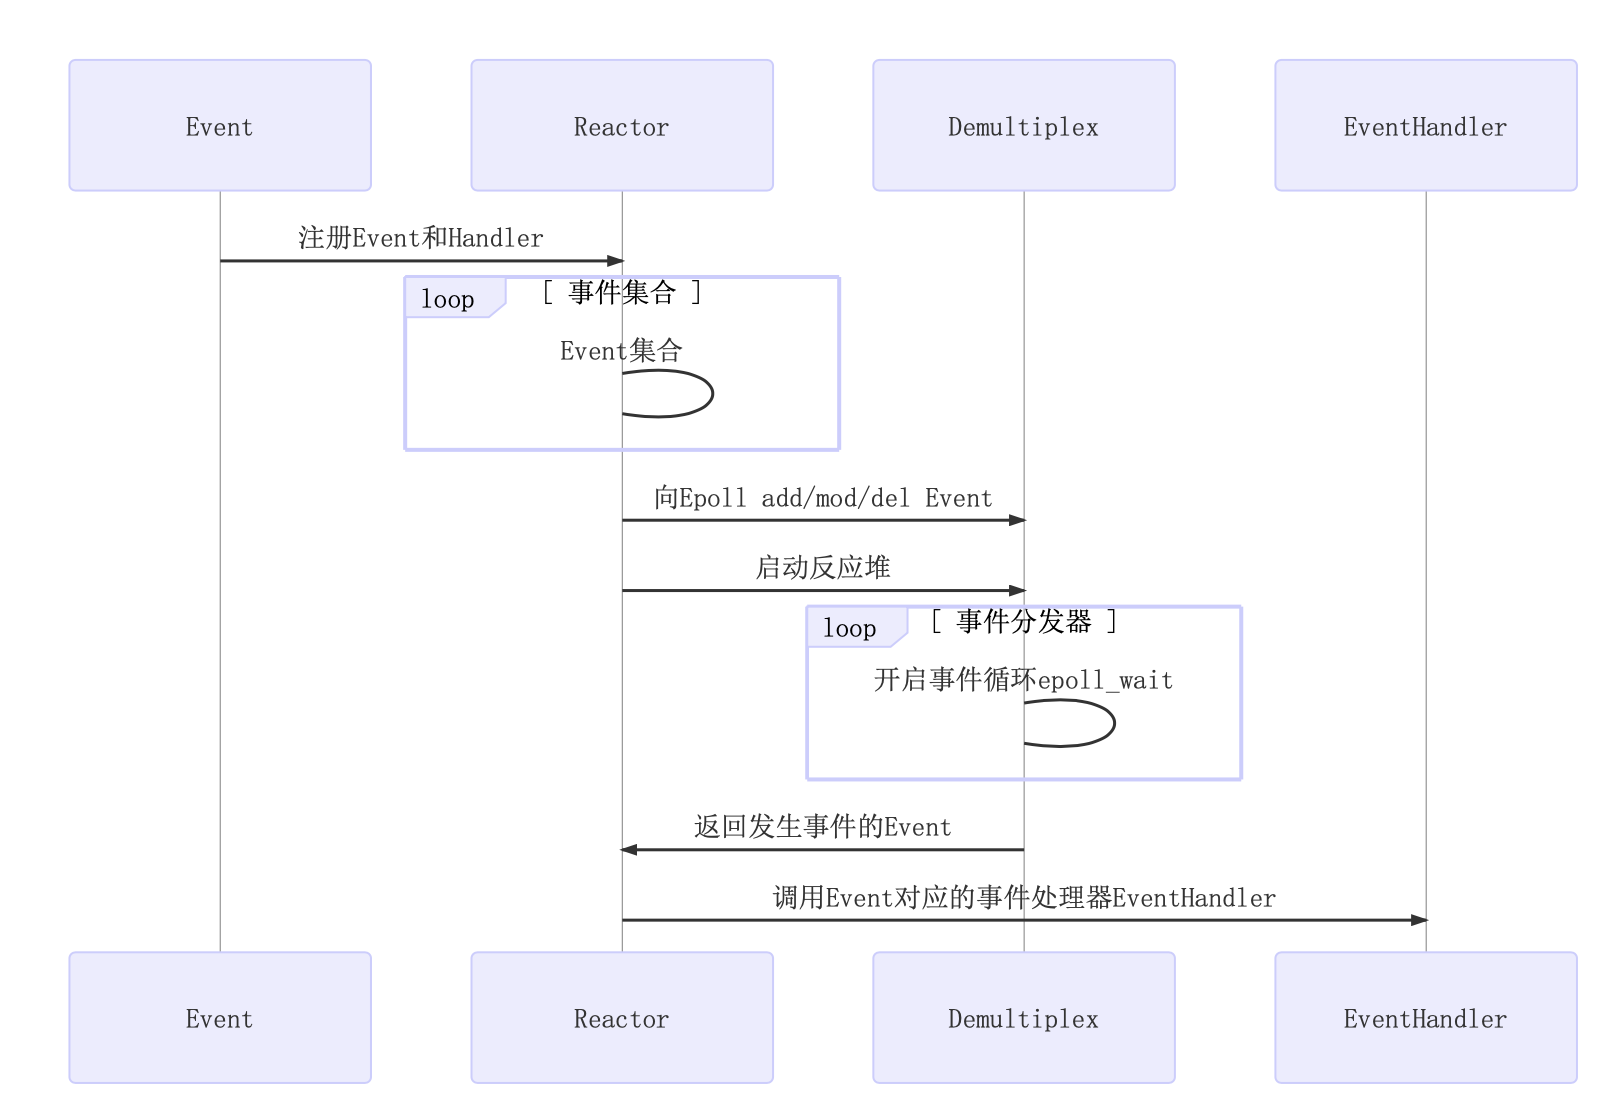 Event
Reactor
Demultiplex
EventHandler
注册Event和Handler
loop
[ 事件集合 ]
Event集合
向Epoll add/mod/del Event
启动反应堆
loop
[ 事件分发器 ]
开启事件循环epoll_wait
返回发生事件的Event
调用Event对应的事件处理器EventHandler
Event
Reactor
Demultiplex
EventHandler